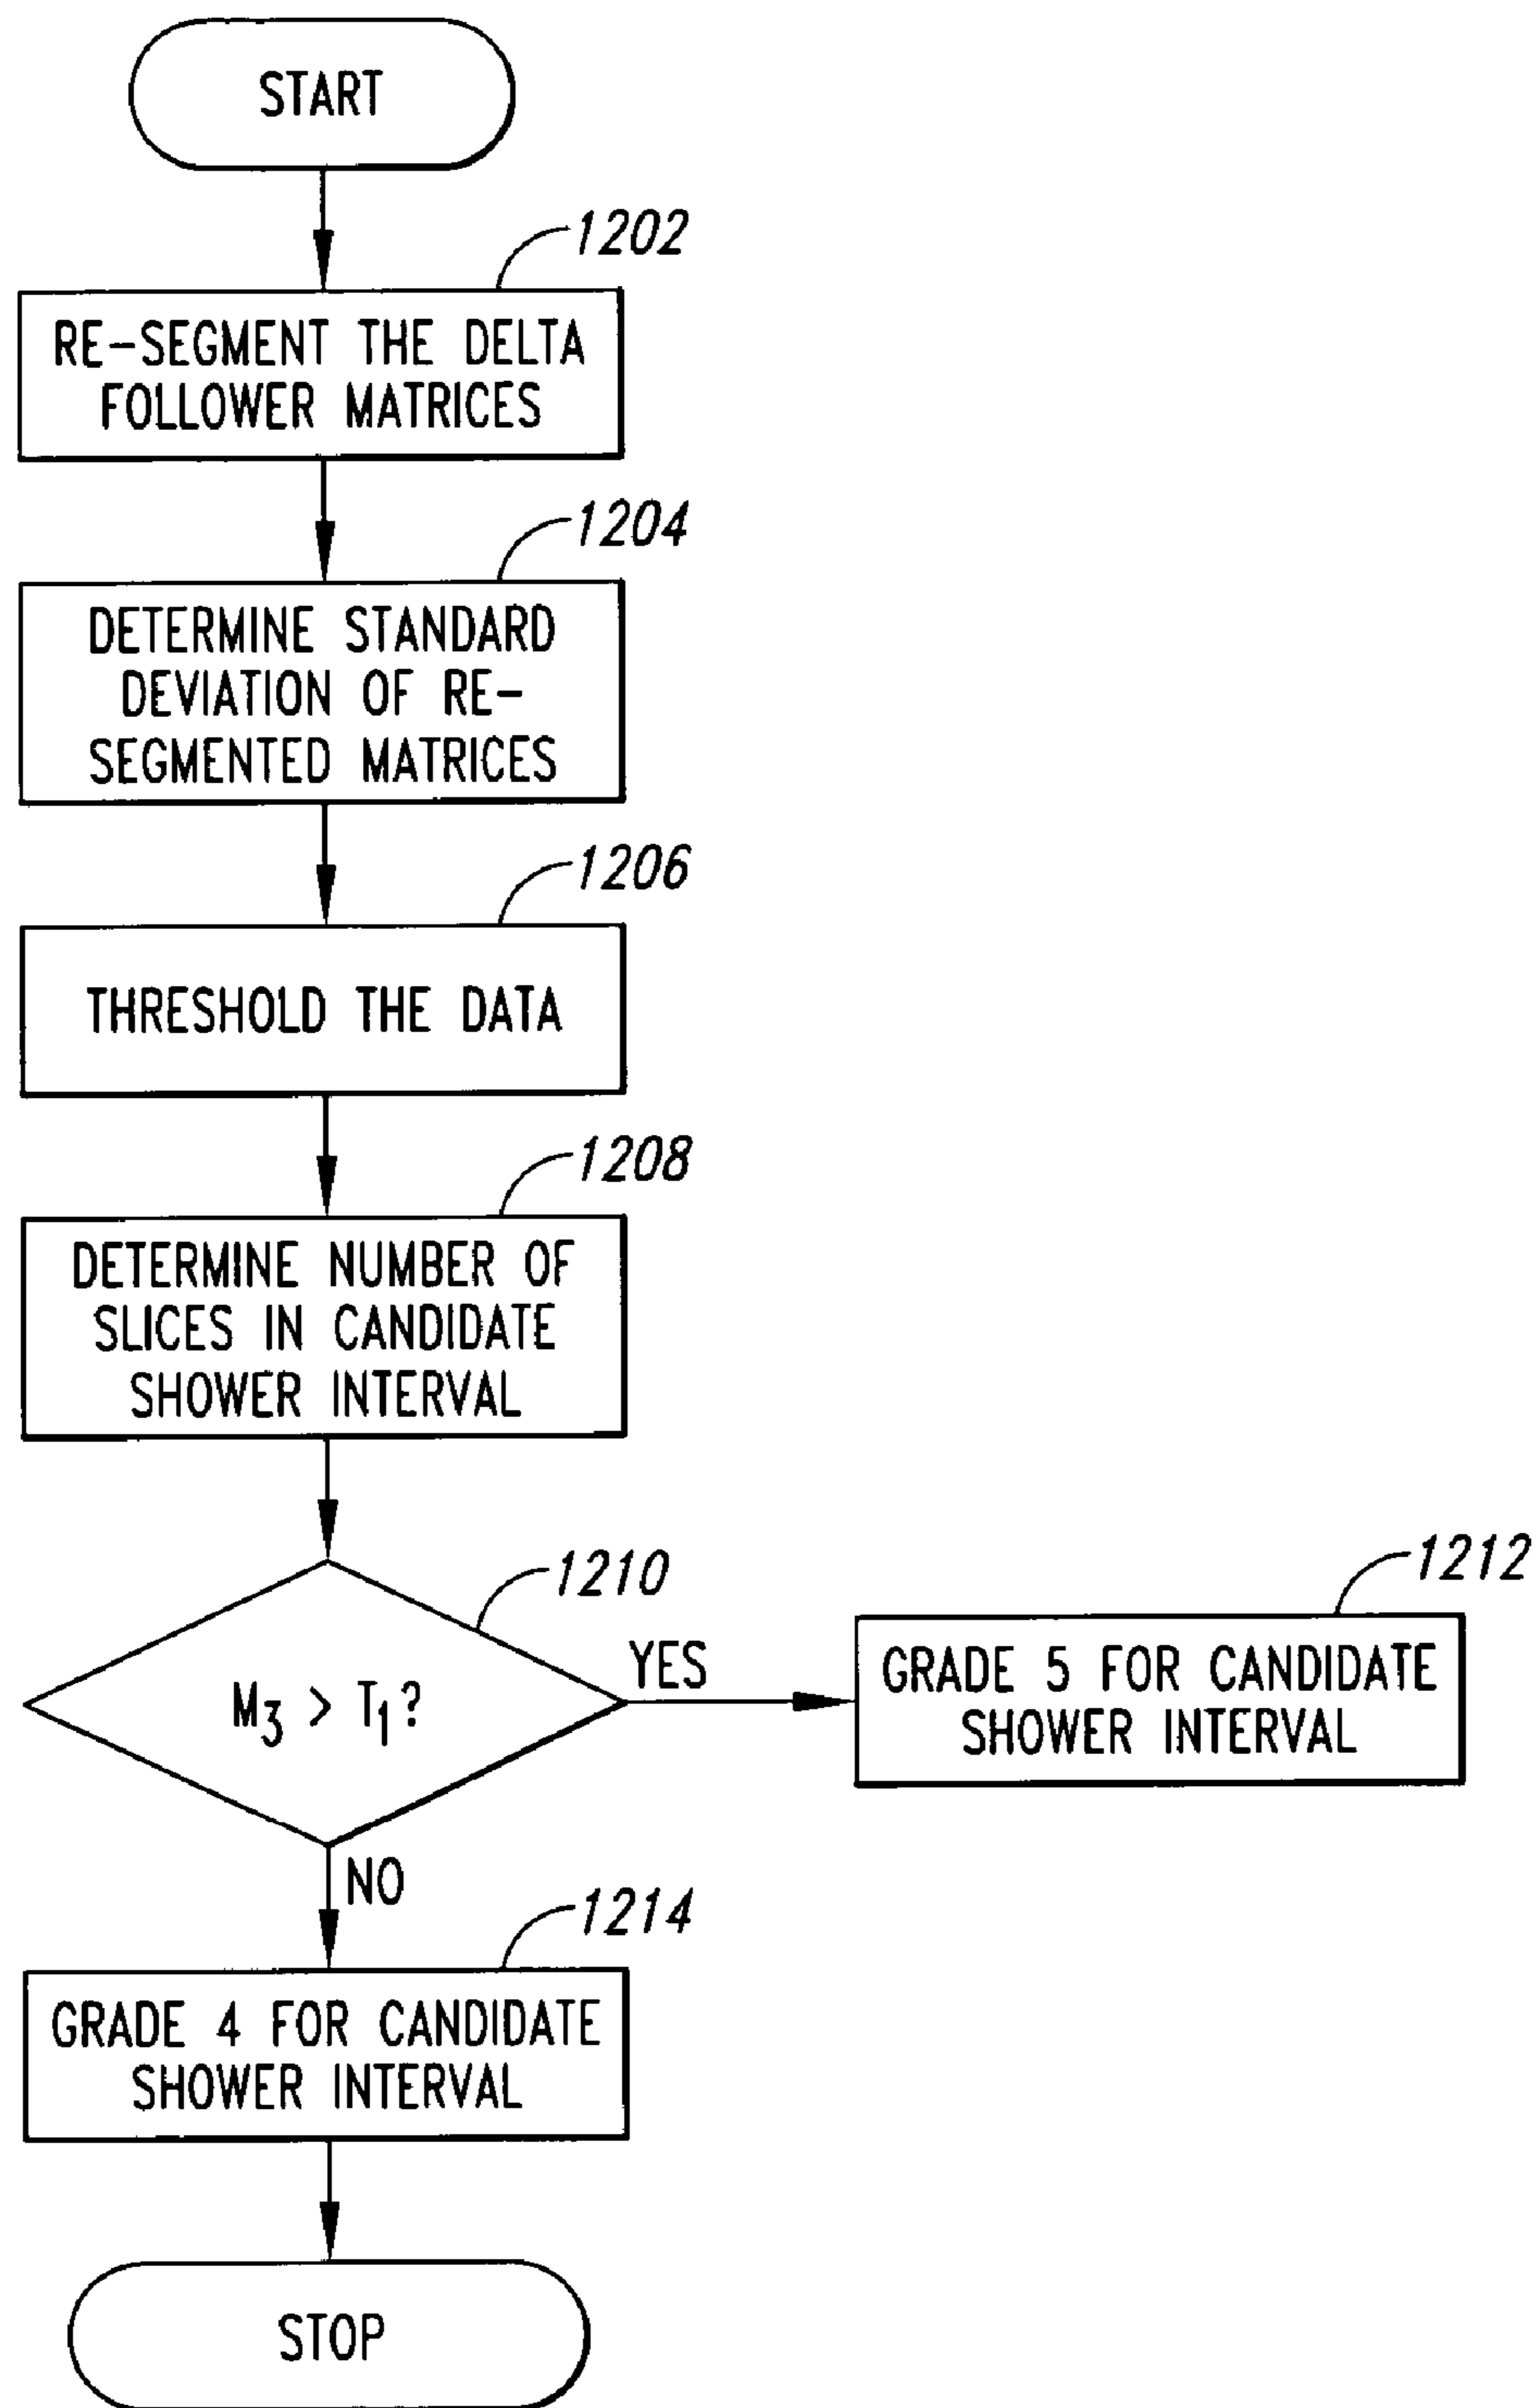 START
1202
RE-SEGMENT THE DELTA
FOLLOWER MATRICES
1204
DETERMINE STANDARD
DEVIATION OF RE-
SEGMENTED MATRICES
1206
THRESHOLD THE DATA
1208
DETERMINE NUMBER OF
SLICES IN CANDIDATE
SHOWER INTERVAL
1210
M₃ > T₁?
YES
1212
GRADE 5 FOR CANDIDATE
SHOWER INTERVAL
NO
1214
GRADE 4 FOR CANDIDATE
SHOWER INTERVAL
STOP